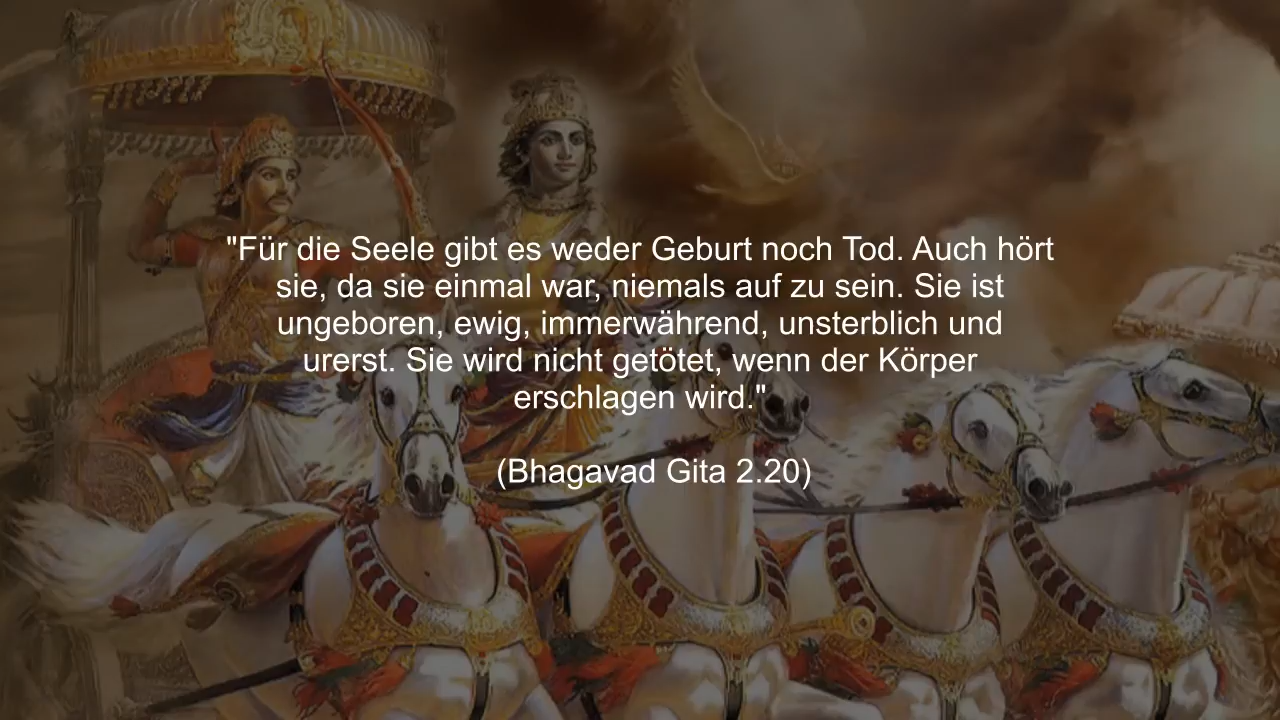 "Für die Seele gibt es weder Geburt noch Tod. Auch hört
sie, da sie einmal war, niemals auf zu sein. Sie ist
ungeboren, ewig, immerwährend, unsterblich und
urerst. Sie wird nicht getötet, wenn der Körper
erschlagen wird."
(Bhagavad Gita 2.20)